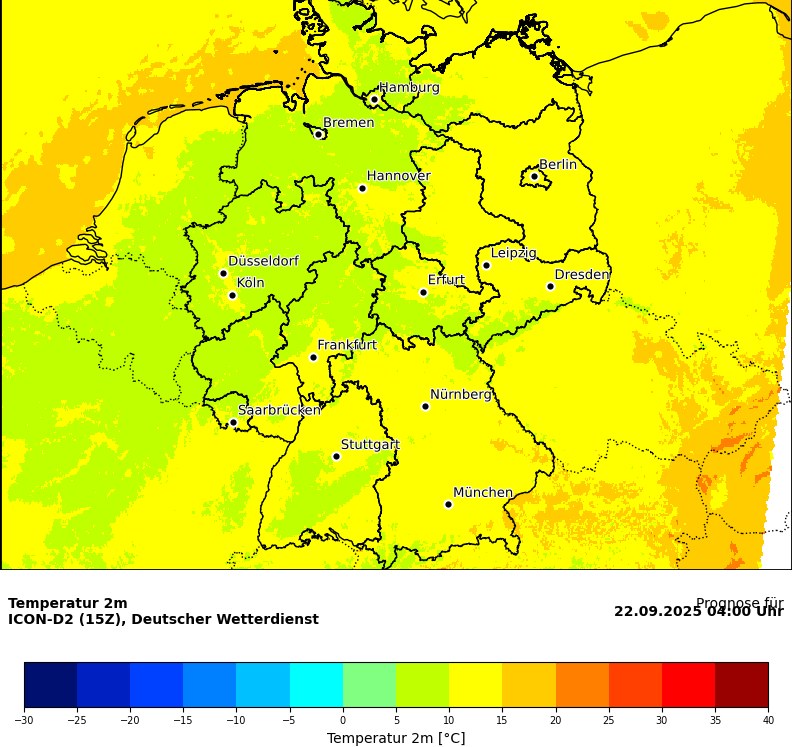 Hamburg
Bremen
Berlin
Hannover
Leipzig
Düsseldorf
Dresden
Köln
Erfurt
Frankfurt
Nürnberg
Saarbrücken
Stuttgart
München
Temperatur 2m
Prognose für
ICON-D2 (15Z), Deutscher Wetterdienst
22.09.2025 04:00 Uhr
−30 −25 −20 −15 −10 −5 0 5 10 15 20 25 30 35 40
Temperatur 2m [°C]